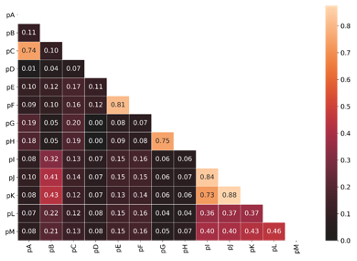 pA
pB 0.11
pC 0.74 0.10
pD 0.01 0.04 0.07
pE 0.10 0.12 0.17 0.11
pF 0.09 0.10 0.16 0.12 0.81
pG 0.19 0.05 0.20 0.00 0.08 0.07
pH 0.18 0.05 0.19 0.00 0.09 0.08 0.75
pI 0.08 0.32 0.13 0.07 0.15 0.16 0.06 0.06
pJ 0.10 0.41 0.14 0.07 0.15 0.16 0.06 0.06 0.84
pK 0.08 0.43 0.12 0.07 0.13 0.14 0.06 0.06 0.73 0.88
pL 0.07 0.22 0.12 0.08 0.15 0.16 0.04 0.05 0.36 0.37 0.37
pM 0.08 0.21 0.13 0.08 0.15 0.16 0.05 0.07 0.40 0.40 0.43 0.46
pA pB pC pD pE pF pG pH pI pJ pK pL pM
0.8
0.7
0.6
0.5
0.4
0.3
0.2
0.1
0.0